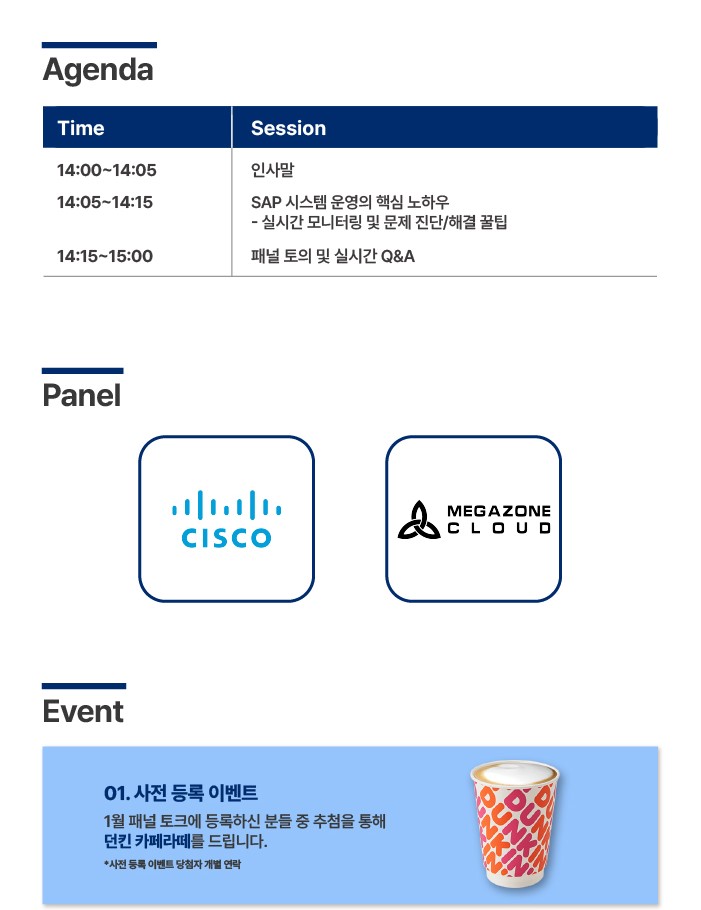 Agenda
Time Session
14:00~14:05 인사말
14:05~14:15 SAP 시스템 운영의 핵심 노하우
- 실시간 모니터링 및 문제 진단/해결 꿀팁
14:15~15:00 패널 토의 및 실시간 Q&A
Panel
CISCO
MEGAZONE
CLOUD
Event
01. 사전 등록 이벤트
1월 패널 토크에 등록하신 분들 중 추첨을 통해
던킨 카페라떼를 드립니다.
*사전 등록 이벤트 당첨자 개별 연락
DUNKIN'